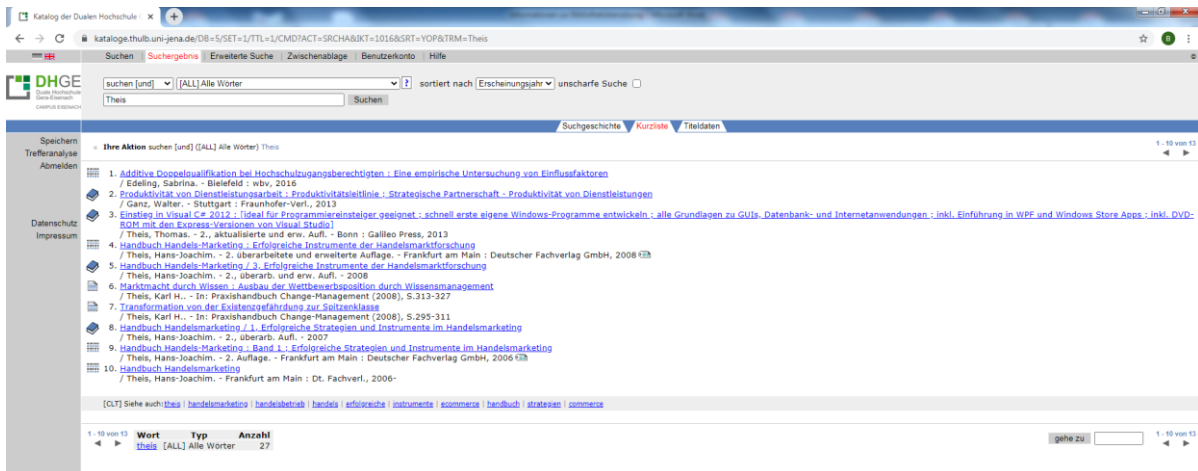 Katalog der Dualen Hochschule
kataloge.thulb.uni-jena.de/DB=5/SET=1/TTL=1/CMD?ACT=SRCHA&IKT=1016&SRT=YOP&TRM=Theis
B
Suchen | Suchergebnis | Erweiterte Suche | Zwischenablage | Benutzerkonto | Hilfe
DHGE
Duale Hochschule
Gera-Eisenach
CAMPUS EISENACH
suchen [und] [ALL] Alle Wörter ? sortiert nach Erscheinungsjahr unscharfe Suche
Theis Suchen
Suchgeschichte Kurzliste Titeldaten
Speichern
Trefferanalyse
Abmelden
Datenschutz
Impressum
Ihre Aktion suchen [und] ([ALL] Alle Wörter) Theis
1 - 10 von 13
1. Additive Doppelqualifikation bei Hochschulzugangsberechtigten : Eine empirische Untersuchung von Einflussfaktoren
/ Edeling, Sabrina. - Bielefeld : wbv, 2016
2. Produktivität von Dienstleistungsarbeit : Produktivitätsleitlinie ; Strategische Partnerschaft - Produktivität von Dienstleistungen
/ Ganz, Walter. - Stuttgart : Fraunhofer-Verl., 2013
3. Einstieg in Visual C# 2012 : [ideal für Programmiereinsteiger geeignet ; schnell erste eigene Windows-Programme entwickeln ; alle Grundlagen zu GUIs, Datenbank- und Internetanwendungen ; inkl. Einführung in WPF und Windows Store Apps ; inkl. DVD-
ROM mit den Express-Versionen von Visual Studio]
/ Theis, Thomas. - 2., aktualisierte und erw. Aufl. - Bonn : Galileo Press, 2013
4. Handbuch Handels-Marketing : Erfolgreiche Instrumente der Handelsmarktforschung
/ Theis, Hans-Joachim. - 2. überarbeitete und erweiterte Auflage. - Frankfurt am Main : Deutscher Fachverlag GmbH, 2008
5. Handbuch Handels-Marketing / 3, Erfolgreiche Instrumente der Handelsmarktforschung
/ Theis, Hans-Joachim. - 2., überarb. und erw. Aufl. - 2008
6. Marktmacht durch Wissen : Ausbau der Wettbewerbsposition durch Wissensmanagement
/ Theis, Karl H.. - In: Praxishandbuch Change-Management (2008), S.313-327
7. Transformation von der Existenzgefährdung zur Spitzenklasse
/ Theis, Karl H.. - In: Praxishandbuch Change-Management (2008), S.295-311
8. Handbuch Handelsmarketing / 1, Erfolgreiche Strategien und Instrumente im Handelsmarketing
/ Theis, Hans-Joachim. - 2., überarb. Aufl. - 2007
9. Handbuch Handels-Marketing : Band 1 ; Erfolgreiche Strategien und Instrumente im Handelsmarketing
/ Theis, Hans-Joachim. - 2. Auflage. - Frankfurt am Main : Deutscher Fachverlag GmbH, 2006
10. Handbuch Handelsmarketing
/ Theis, Hans-Joachim. - Frankfurt am Main : Dt. Fachverl., 2006-
[CLT] Siehe auch: theis | handelsmarketing | handelsbetrieb | handels | erfolgreiche | instrumente | ecommerce | handbuch | strategien | commerce
1 - 10 von 13 Wort Typ Anzahl
theis [ALL] Alle Wörter 27
gehe zu 1 - 10 von 13